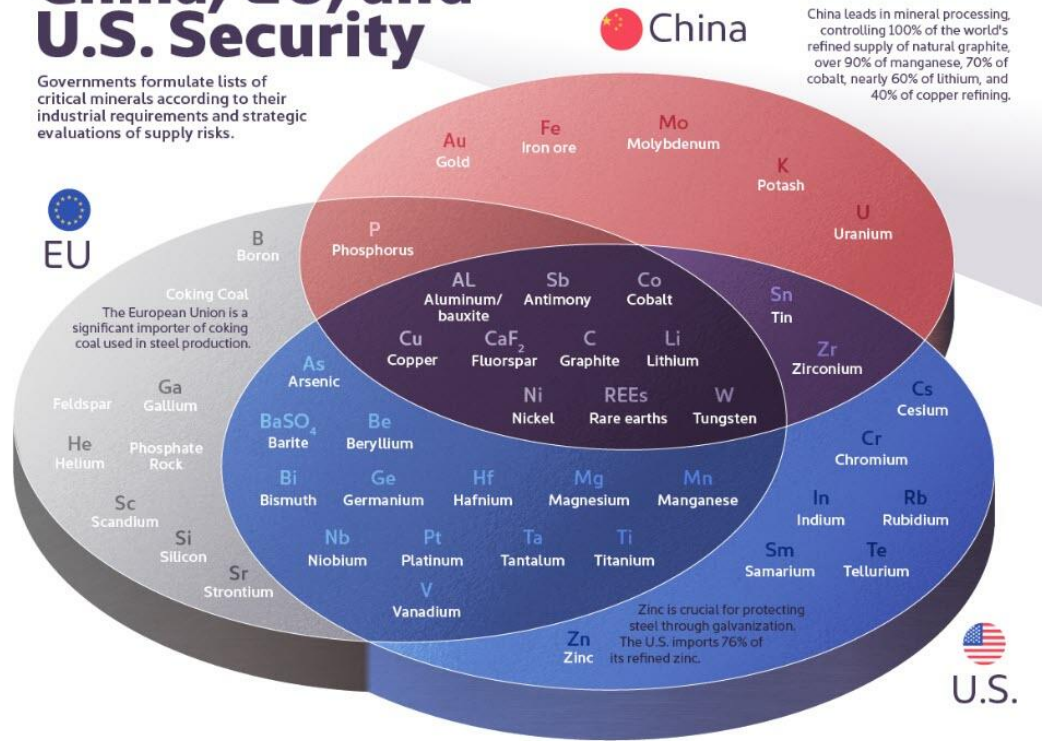 China, EU, and
U.S. Security
Governments formulate lists of
critical minerals according to their
industrial requirements and strategic
evaluations of supply risks.
China
China leads in mineral processing,
controlling 100% of the world's
refined supply of natural graphite,
over 90% of manganese, 70% of
cobalt, nearly 60% of lithium, and
40% of copper refining.
EU
Au
Gold
Fe
Iron ore
Mo
Molybdenum
K
Potash
U
Uranium
P
Phosphorus
B
Boron
Coking Coal
The European Union is a
significant importer of coking
coal used in steel production.
AL
Aluminum/
bauxite
Sb
Antimony
Co
Cobalt
Sn
Tin
Cu
Copper
CaF2
Fluorspar
C
Graphite
Li
Lithium
Zr
Zirconium
As
Arsenic
Ni
Nickel
REEs
Rare earths
W
Tungsten
Cs
Cesium
Feldspar
Ga
Gallium
BaSO4
Barite
Be
Beryllium
Cr
Chromium
He
Helium
Phosphate
Rock
Bi
Bismuth
Ge
Germanium
Hf
Hafnium
Mg
Magnesium
Mn
Manganese
In
Indium
Rb
Rubidium
Sc
Scandium
Si
Silicon
Nb
Niobium
Pt
Platinum
Ta
Tantalum
Ti
Titanium
Sm
Samarium
Te
Tellurium
Sr
Strontium
V
Vanadium
Zn
Zinc
Zinc is crucial for protecting
steel through galvanization.
The U.S. imports 76% of
its refined zinc.
U.S.